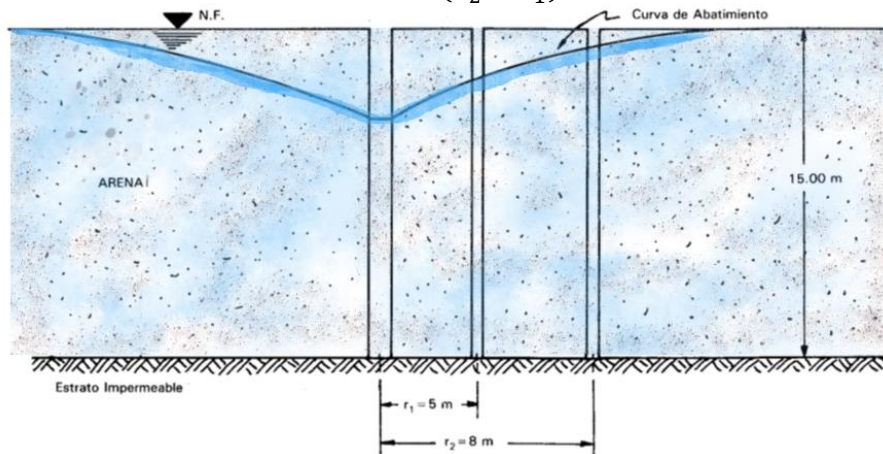 N.F.
Curva de Abatimiento
ARENA
15.00 m
Estrato Impermeable
r₁=5 m
r₂=8 m